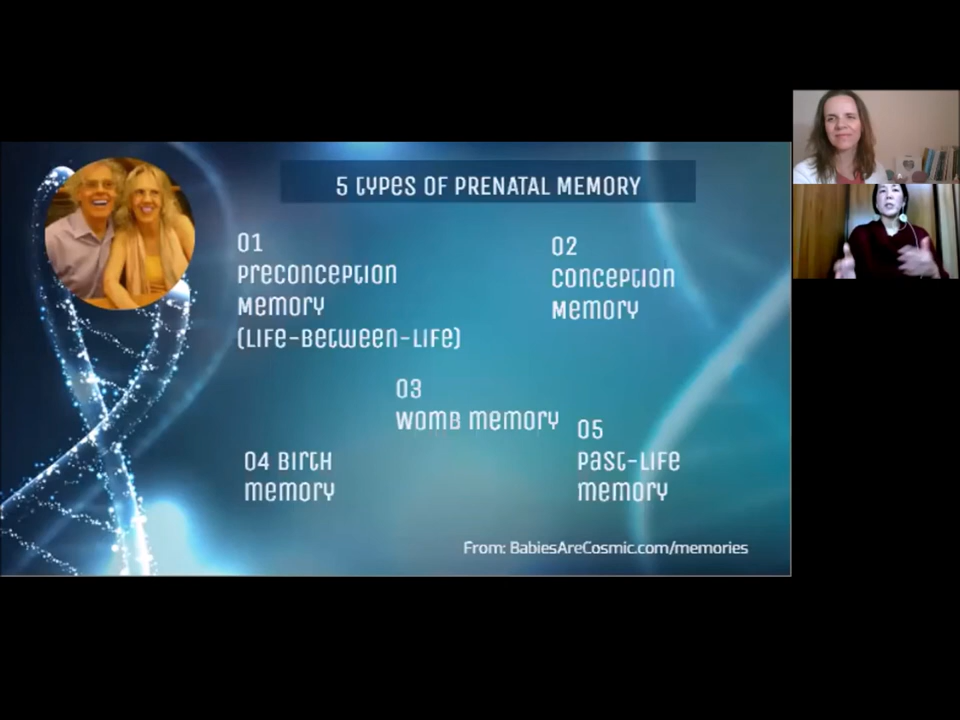 5 TYPES OF PRENATAL MEMORY
01
Preconception
Memory
(Life-Between-Life)
02
Conception
Memory
03
Womb memory
04 Birth
memory
05
Past-Life
memory
From: BabiesAreCosmic.com/memories